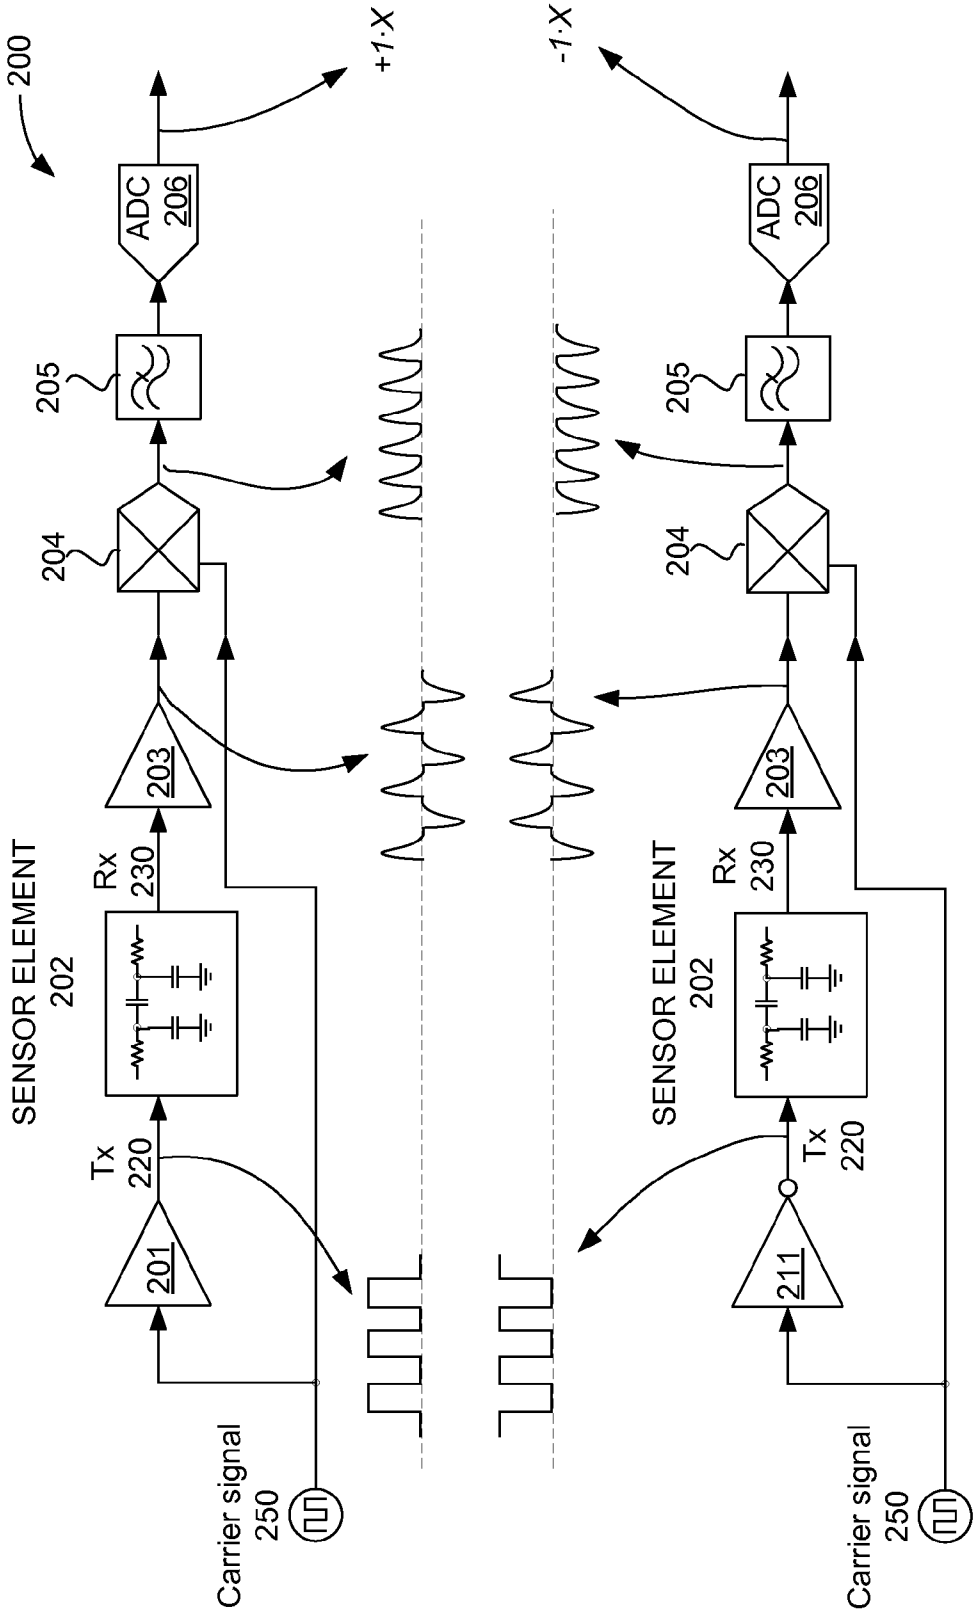 200
Carrier signal
250
201
Tx
220
SENSOR ELEMENT
202
Rx
230
203
204
205
ADC
206
+1·X
-1·X
Carrier signal
250
211
Tx
220
SENSOR ELEMENT
202
Rx
230
203
204
205
ADC
206